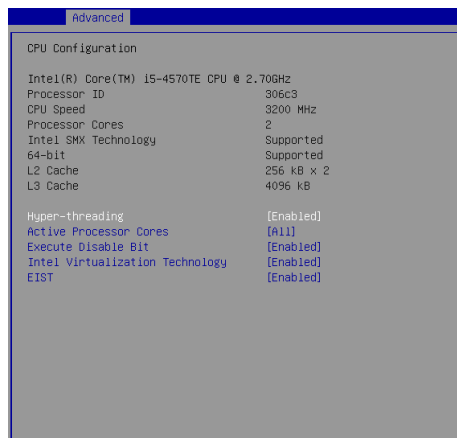 Advanced
CPU Configuration
Intel(R) Core(TM) i5-4570TE CPU @ 2.70GHz
Processor ID 306c3
CPU Speed 3200 MHz
Processor Cores 2
Intel SMX Technology Supported
64-bit Supported
L2 Cache 256 kB x 2
L3 Cache 4096 kB
Hyper-threading [Enabled]
Active Processor Cores [All]
Execute Disable Bit [Enabled]
Intel Virtualization Technology [Enabled]
EIST [Enabled]